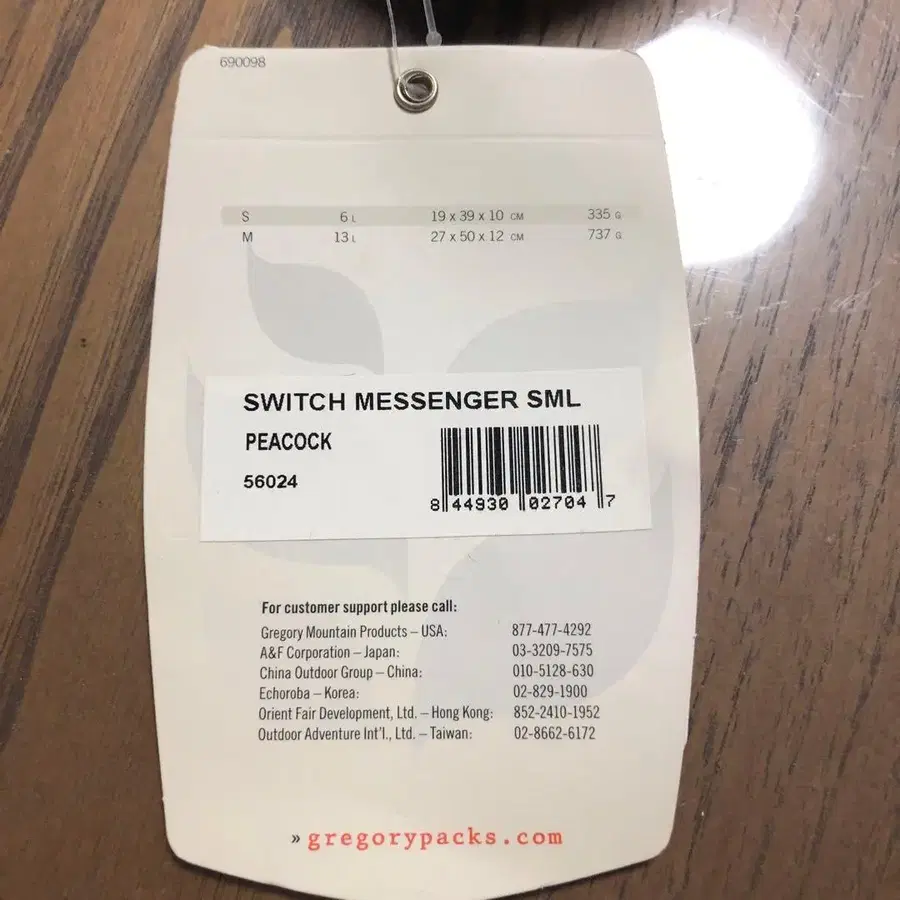 690098
S 6 L 19 x 39 x 10 CM 335 G
M 13 L 27 x 50 x 12 CM 737 G
SWITCH MESSENGER SML
PEACOCK
56024
8 44930 02704 7
For customer support please call:
Gregory Mountain Products – USA: 877-477-4292
A&F Corporation – Japan: 03-3209-7575
China Outdoor Group – China: 010-5128-630
Echoroba – Korea: 02-829-1900
Orient Fair Development, Ltd. – Hong Kong: 852-2410-1952
Outdoor Adventure Int'l., Ltd. – Taiwan: 02-8662-6172
» gregorypacks.com